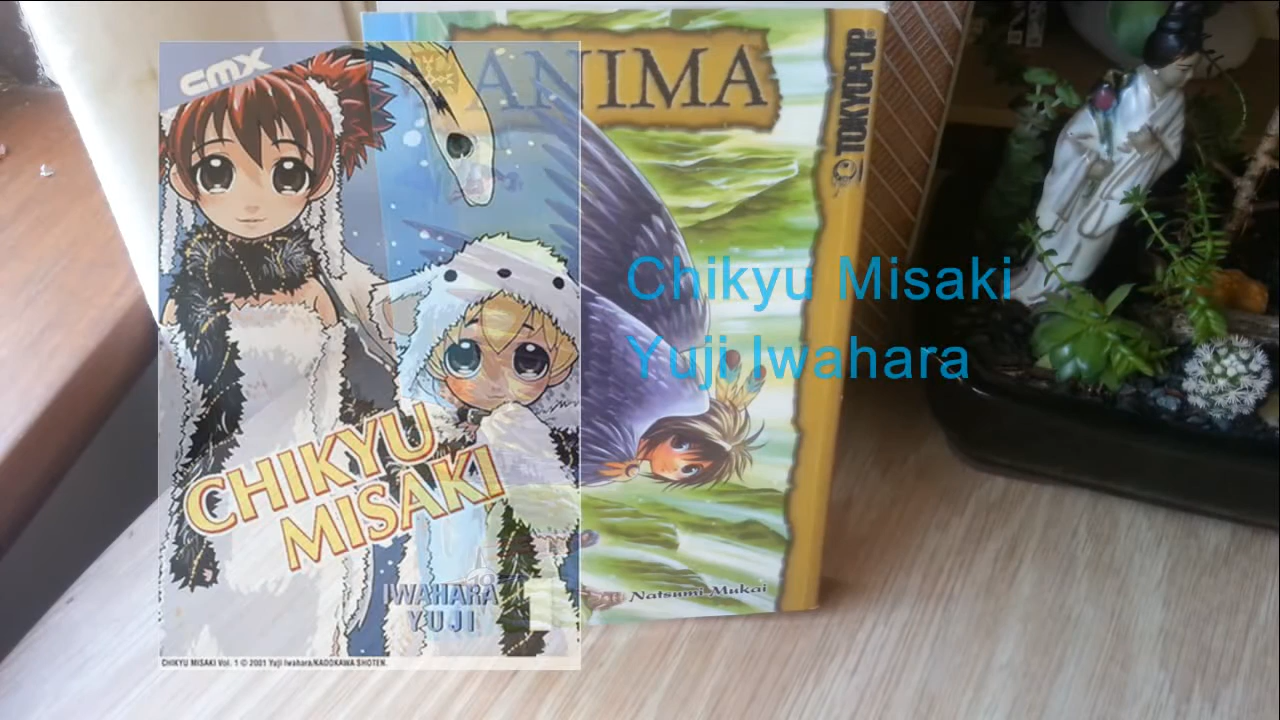 CMX
ANIMA
TOKYOPOP
Chikyu Misaki
Yuji Iwahara
CHIKYU
MISAKI
IWAHARA
YUJI
1
Natsumi Mukai
CHIKYU MISAKI Vol. 1 © 2001 Yuji Iwahara/KADOKAWA SHOTEN.